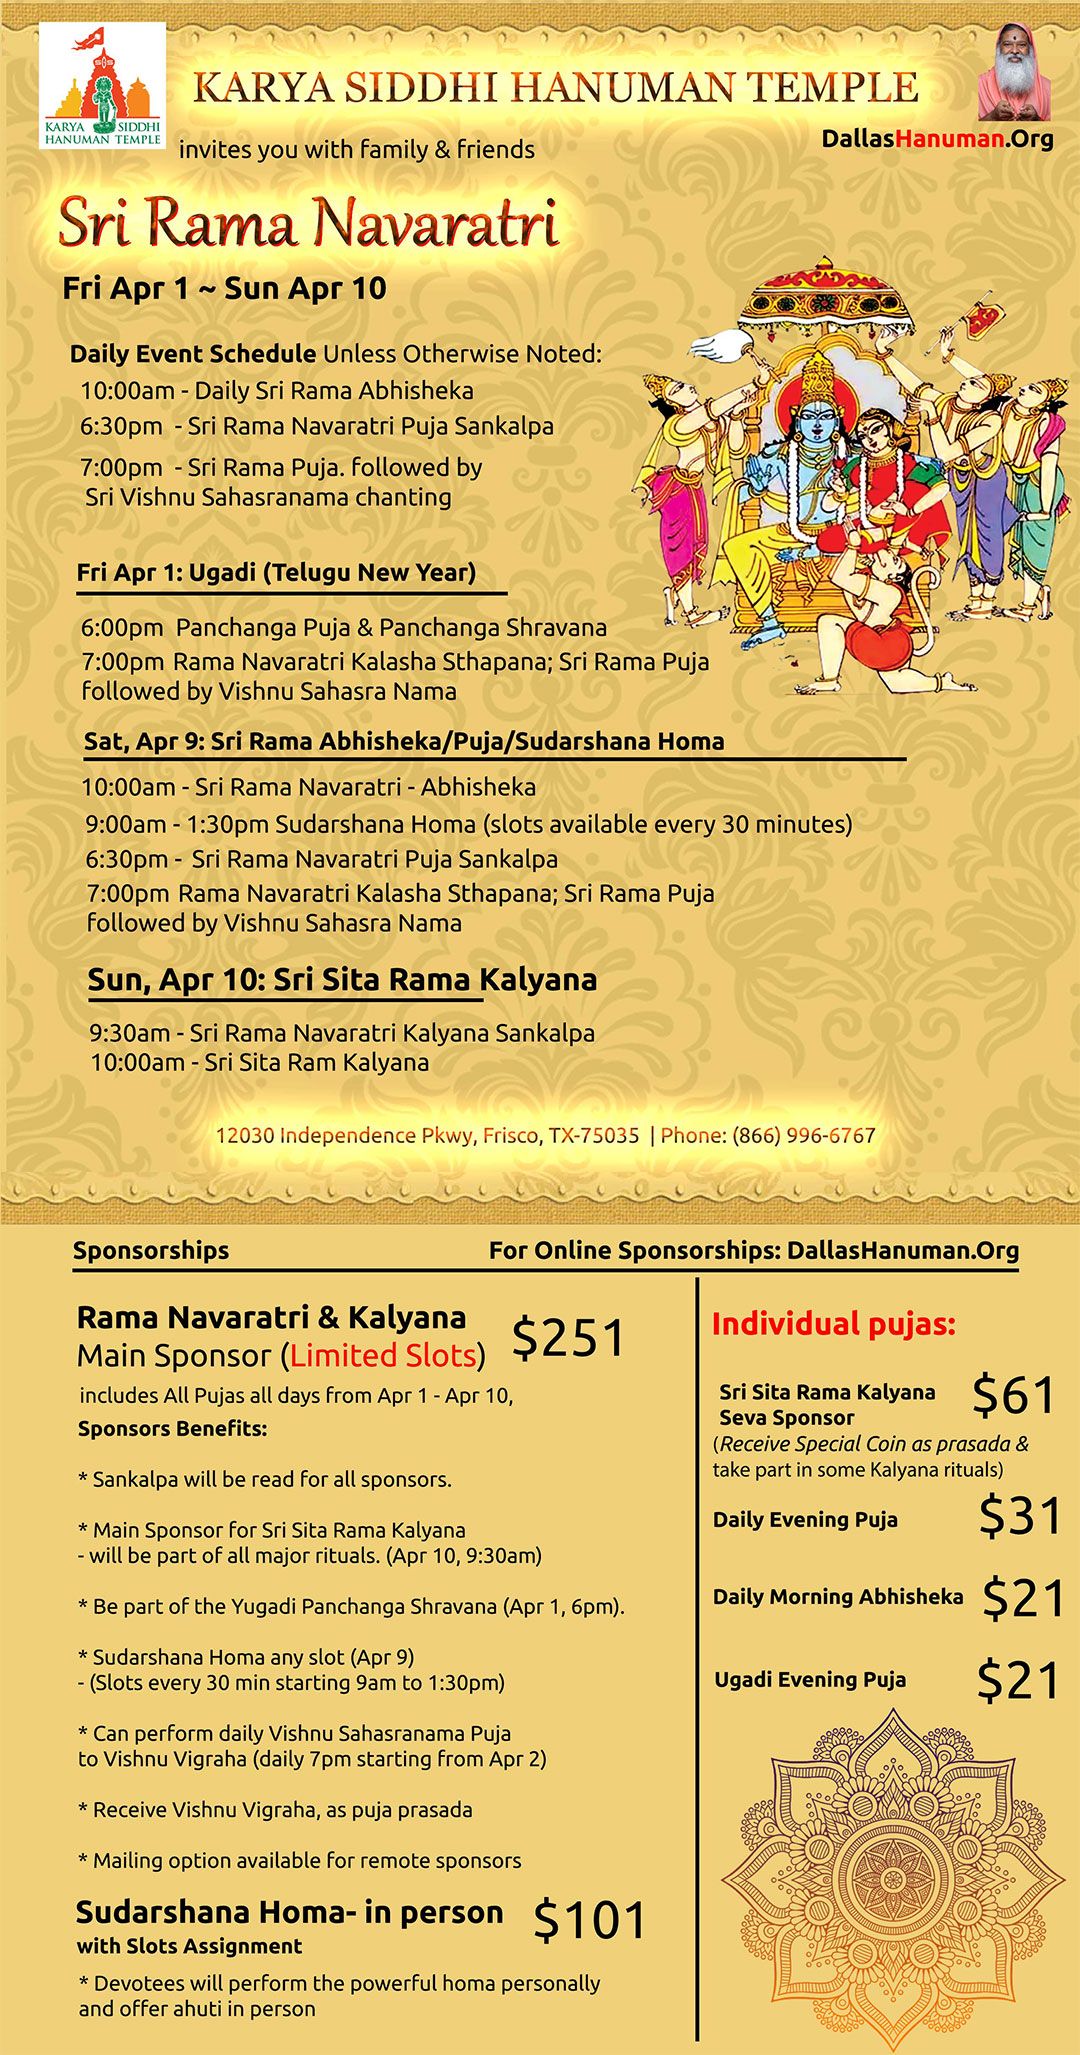 KARYA SIDDHI
HANUMAN TEMPLE
KARYA SIDDHI HANUMAN TEMPLE
DallasHanuman.Org
invites you with family & friends
Sri Rama Navaratri
Fri Apr 1 ~ Sun Apr 10
Daily Event Schedule Unless Otherwise Noted:
10:00am - Daily Sri Rama Abhisheka
6:30pm - Sri Rama Navaratri Puja Sankalpa
7:00pm - Sri Rama Puja. followed by
Sri Vishnu Sahasranama chanting
Fri Apr 1: Ugadi (Telugu New Year)
6:00pm Panchanga Puja & Panchanga Shravana
7:00pm Rama Navaratri Kalasha Sthapana; Sri Rama Puja
followed by Vishnu Sahasra Nama
Sat, Apr 9: Sri Rama Abhisheka/Puja/Sudarshana Homa
10:00am - Sri Rama Navaratri - Abhisheka
9:00am - 1:30pm Sudarshana Homa (slots available every 30 minutes)
6:30pm - Sri Rama Navaratri Puja Sankalpa
7:00pm Rama Navaratri Kalasha Sthapana; Sri Rama Puja
followed by Vishnu Sahasra Nama
Sun, Apr 10: Sri Sita Rama Kalyana
9:30am - Sri Rama Navaratri Kalyana Sankalpa
10:00am - Sri Sita Ram Kalyana
12030 Independence Pkwy, Frisco, TX-75035 | Phone: (866) 996-6767
Sponsorships For Online Sponsorships: DallasHanuman.Org
Rama Navaratri & Kalyana
Main Sponsor (Limited Slots) $251
includes All Pujas all days from Apr 1 - Apr 10,
Sponsors Benefits:
* Sankalpa will be read for all sponsors.
* Main Sponsor for Sri Sita Rama Kalyana
- will be part of all major rituals. (Apr 10, 9:30am)
* Be part of the Yugadi Panchanga Shravana (Apr 1, 6pm).
* Sudarshana Homa any slot (Apr 9)
- (Slots every 30 min starting 9am to 1:30pm)
* Can perform daily Vishnu Sahasranama Puja
to Vishnu Vigraha (daily 7pm starting from Apr 2)
* Receive Vishnu Vigraha, as puja prasada
* Mailing option available for remote sponsors
Sudarshana Homa- in person $101
with Slots Assignment
* Devotees will perform the powerful homa personally
and offer ahuti in person
Individual pujas:
Sri Sita Rama Kalyana $61
Seva Sponsor
(Receive Special Coin as prasada &
take part in some Kalyana rituals)
Daily Evening Puja $31
Daily Morning Abhisheka $21
Ugadi Evening Puja $21